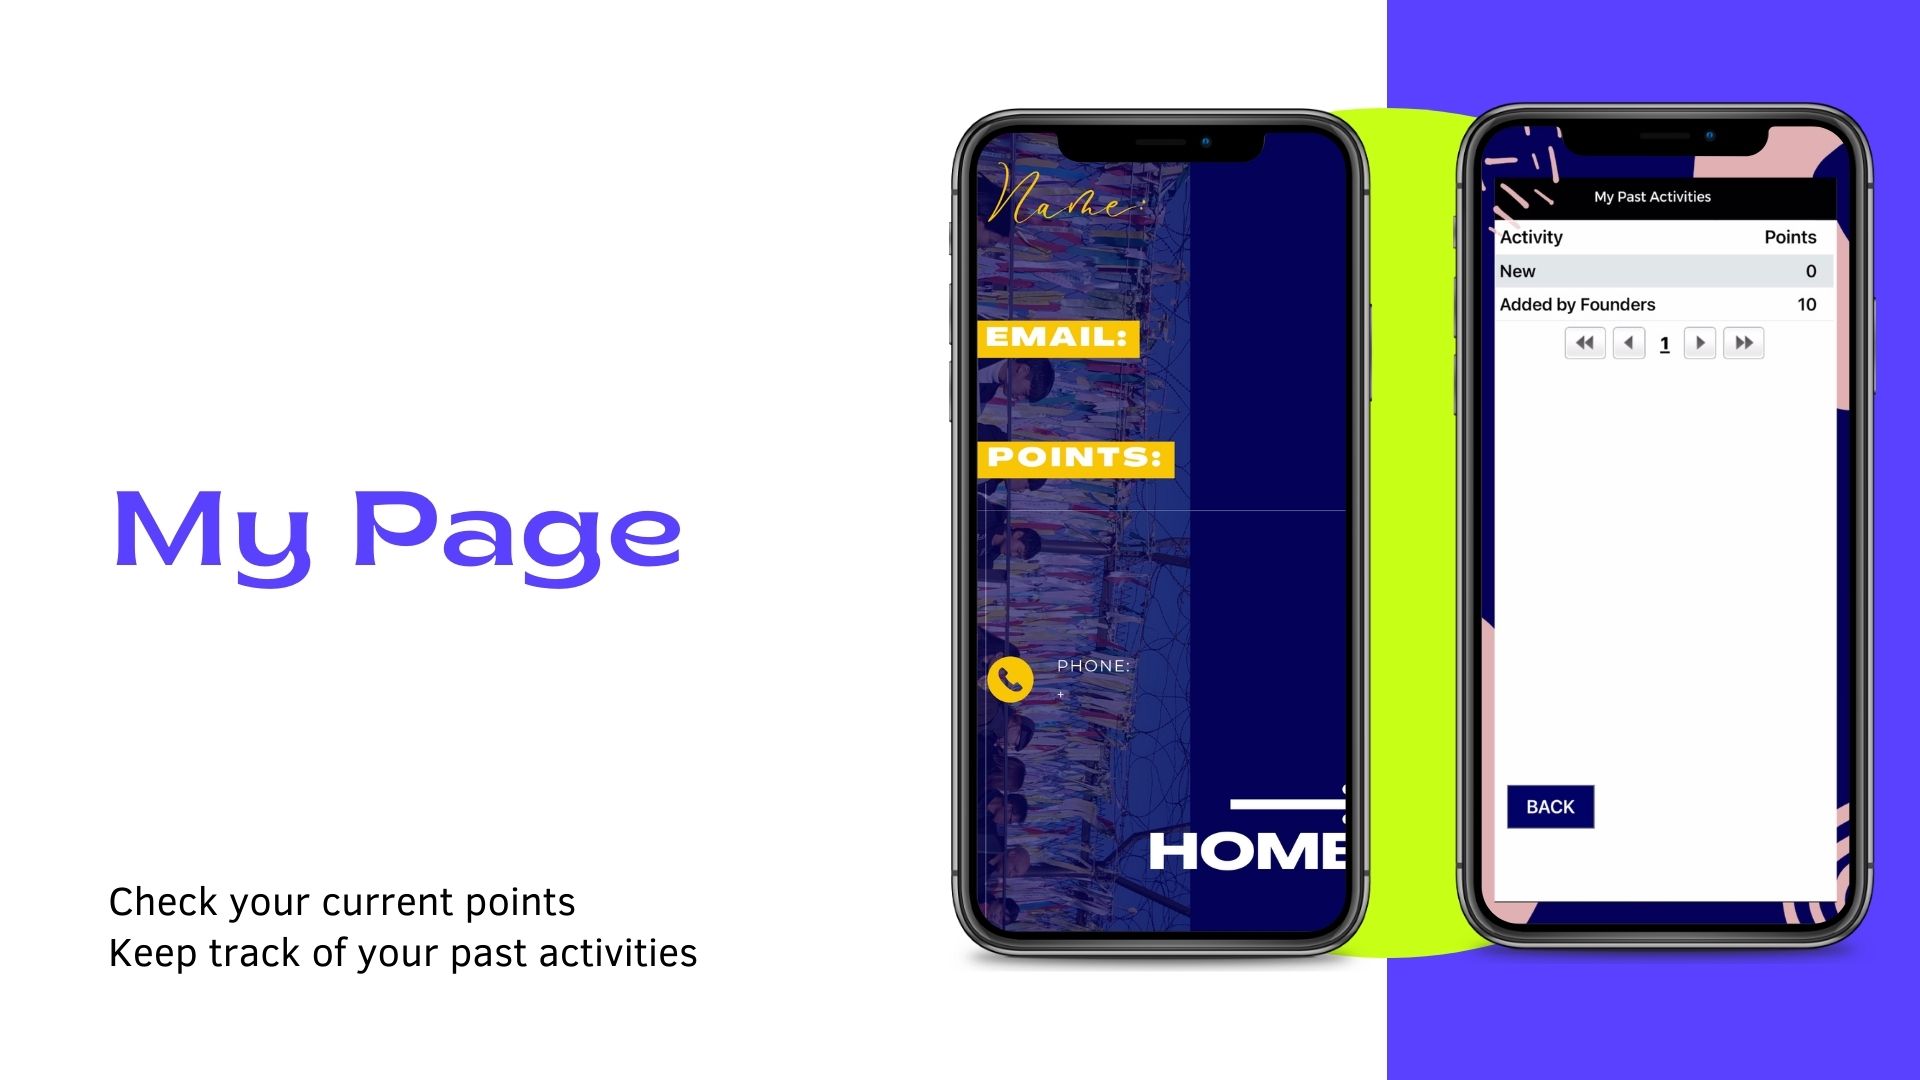 My Page
Check your current points
Keep track of your past activities
Name:
EMAIL:
POINTS:
PHONE:
+
HOME
My Past Activities
Activity Points
New 0
Added by Founders 10
1
BACK